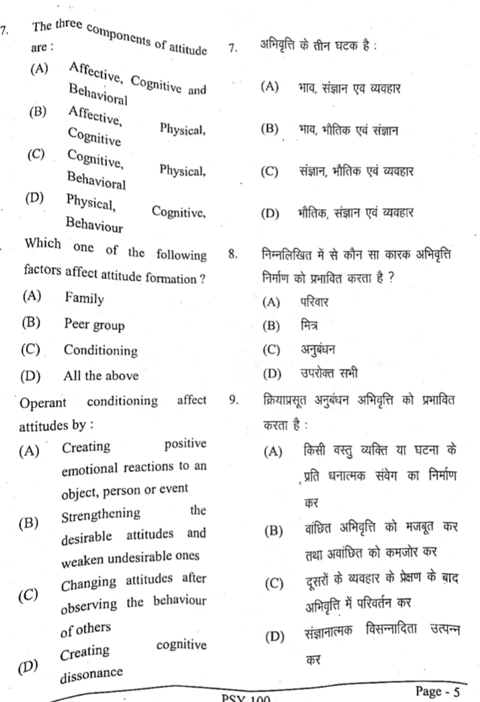 7. The three components of attitude
are :
(A) Affective, Cognitive and
Behavioral
(B) Affective, Physical,
Cognitive
(C) Cognitive, Physical,
Behavioral
(D) Physical, Cognitive,
Behaviour
Which one of the following
factors affect attitude formation ?
(A) Family
(B) Peer group
(C) Conditioning
(D) All the above
Operant conditioning affect
attitudes by :
(A) Creating positive
emotional reactions to an
object, person or event
(B) Strengthening the
desirable attitudes and
weaken undesirable ones
(C) Changing attitudes after
observing the behaviour
of others
(D) Creating cognitive
dissonance
7. अभिवृत्ति के तीन घटक है :
(A) भाव, संज्ञान एव व्यवहार
(B) भाव, भौतिक एवं संज्ञान
(C) संज्ञान, भौतिक एवं व्यवहार
(D) भौतिक, संज्ञान एवं व्यवहार
8. निम्नलिखित में से कौन सा कारक अभिवृत्ति
निर्माण को प्रभावित करता है ?
(A) परिवार
(B) मित्र
(C) अनुबंधन
(D) उपरोक्त सभी
9. क्रियाप्रसूत अनुबंधन अभिवृत्ति को प्रभावित
करता है :
(A) किसी वस्तु व्यक्ति या घटना के
प्रति धनात्मक संवेग का निर्माण
कर
(B) वांछित अभिवृत्ति को मजबूत कर
तथा अवांछित को कमजोर कर
(C) दूसरों के व्यवहार के प्रेक्षण के बाद
अभिवृत्ति में परिवर्तन कर
(D) संज्ञानात्मक विसन्नादिता उत्पन्न
कर
PSY 100
Page - 5